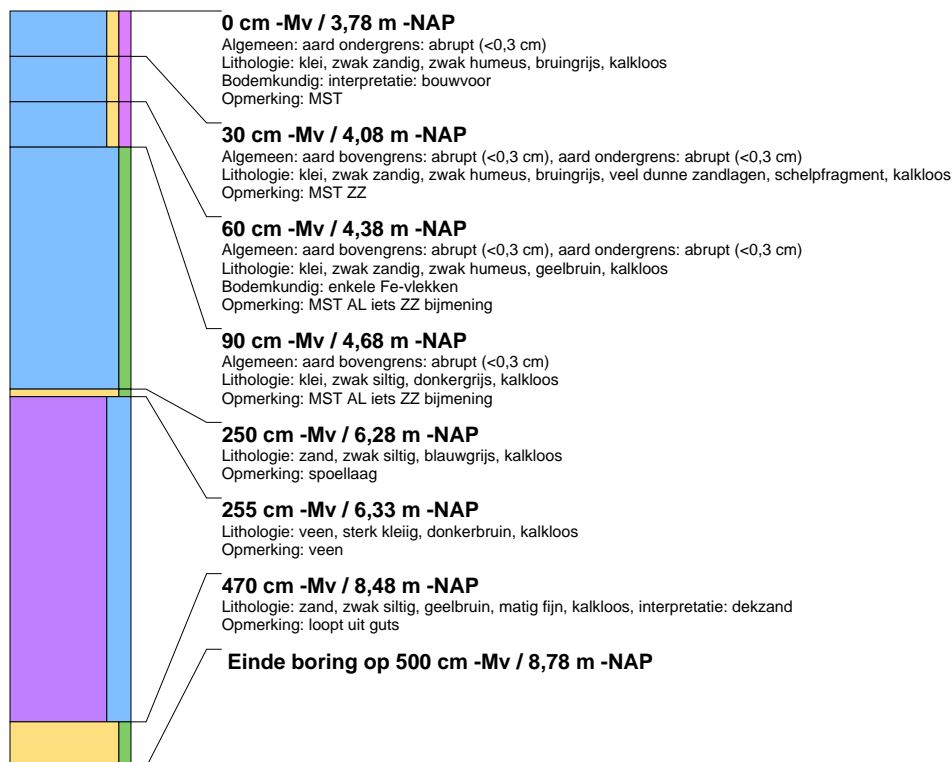 0 cm -Mv / 3,78 m -NAP
Algemeen: aard ondergrens: abrupt (<0,3 cm)
Lithologie: klei, zwak zandig, zwak humeus, bruingrijs, kalkloos
Bodemkundig: interpretatie: bouwvoor
Opmerking: MST
30 cm -Mv / 4,08 m -NAP
Algemeen: aard bovengrens: abrupt (<0,3 cm), aard ondergrens: abrupt (<0,3 cm)
Lithologie: klei, zwak zandig, zwak humeus, bruingrijs, veel dunne zandlagen, schelpfragment, kalkloos
Opmerking: MST ZZ
60 cm -Mv / 4,38 m -NAP
Algemeen: aard bovengrens: abrupt (<0,3 cm), aard ondergrens: abrupt (<0,3 cm)
Lithologie: klei, zwak zandig, zwak humeus, geelbruin, kalkloos
Bodemkundig: enkele Fe-vlekken
Opmerking: MST AL iets ZZ bijmening
90 cm -Mv / 4,68 m -NAP
Algemeen: aard bovengrens: abrupt (<0,3 cm)
Lithologie: klei, zwak siltig, donkergrijs, kalkloos
Opmerking: MST AL iets ZZ bijmening
250 cm -Mv / 6,28 m -NAP
Lithologie: zand, zwak siltig, blauwgrijs, kalkloos
Opmerking: spoellaag
255 cm -Mv / 6,33 m -NAP
Lithologie: veen, sterk kleiig, donkerbruin, kalkloos
Opmerking: veen
470 cm -Mv / 8,48 m -NAP
Lithologie: zand, zwak siltig, geelbruin, matig fijn, kalkloos, interpretatie: dekzand
Opmerking: loopt uit guts
Einde boring op 500 cm -Mv / 8,78 m -NAP